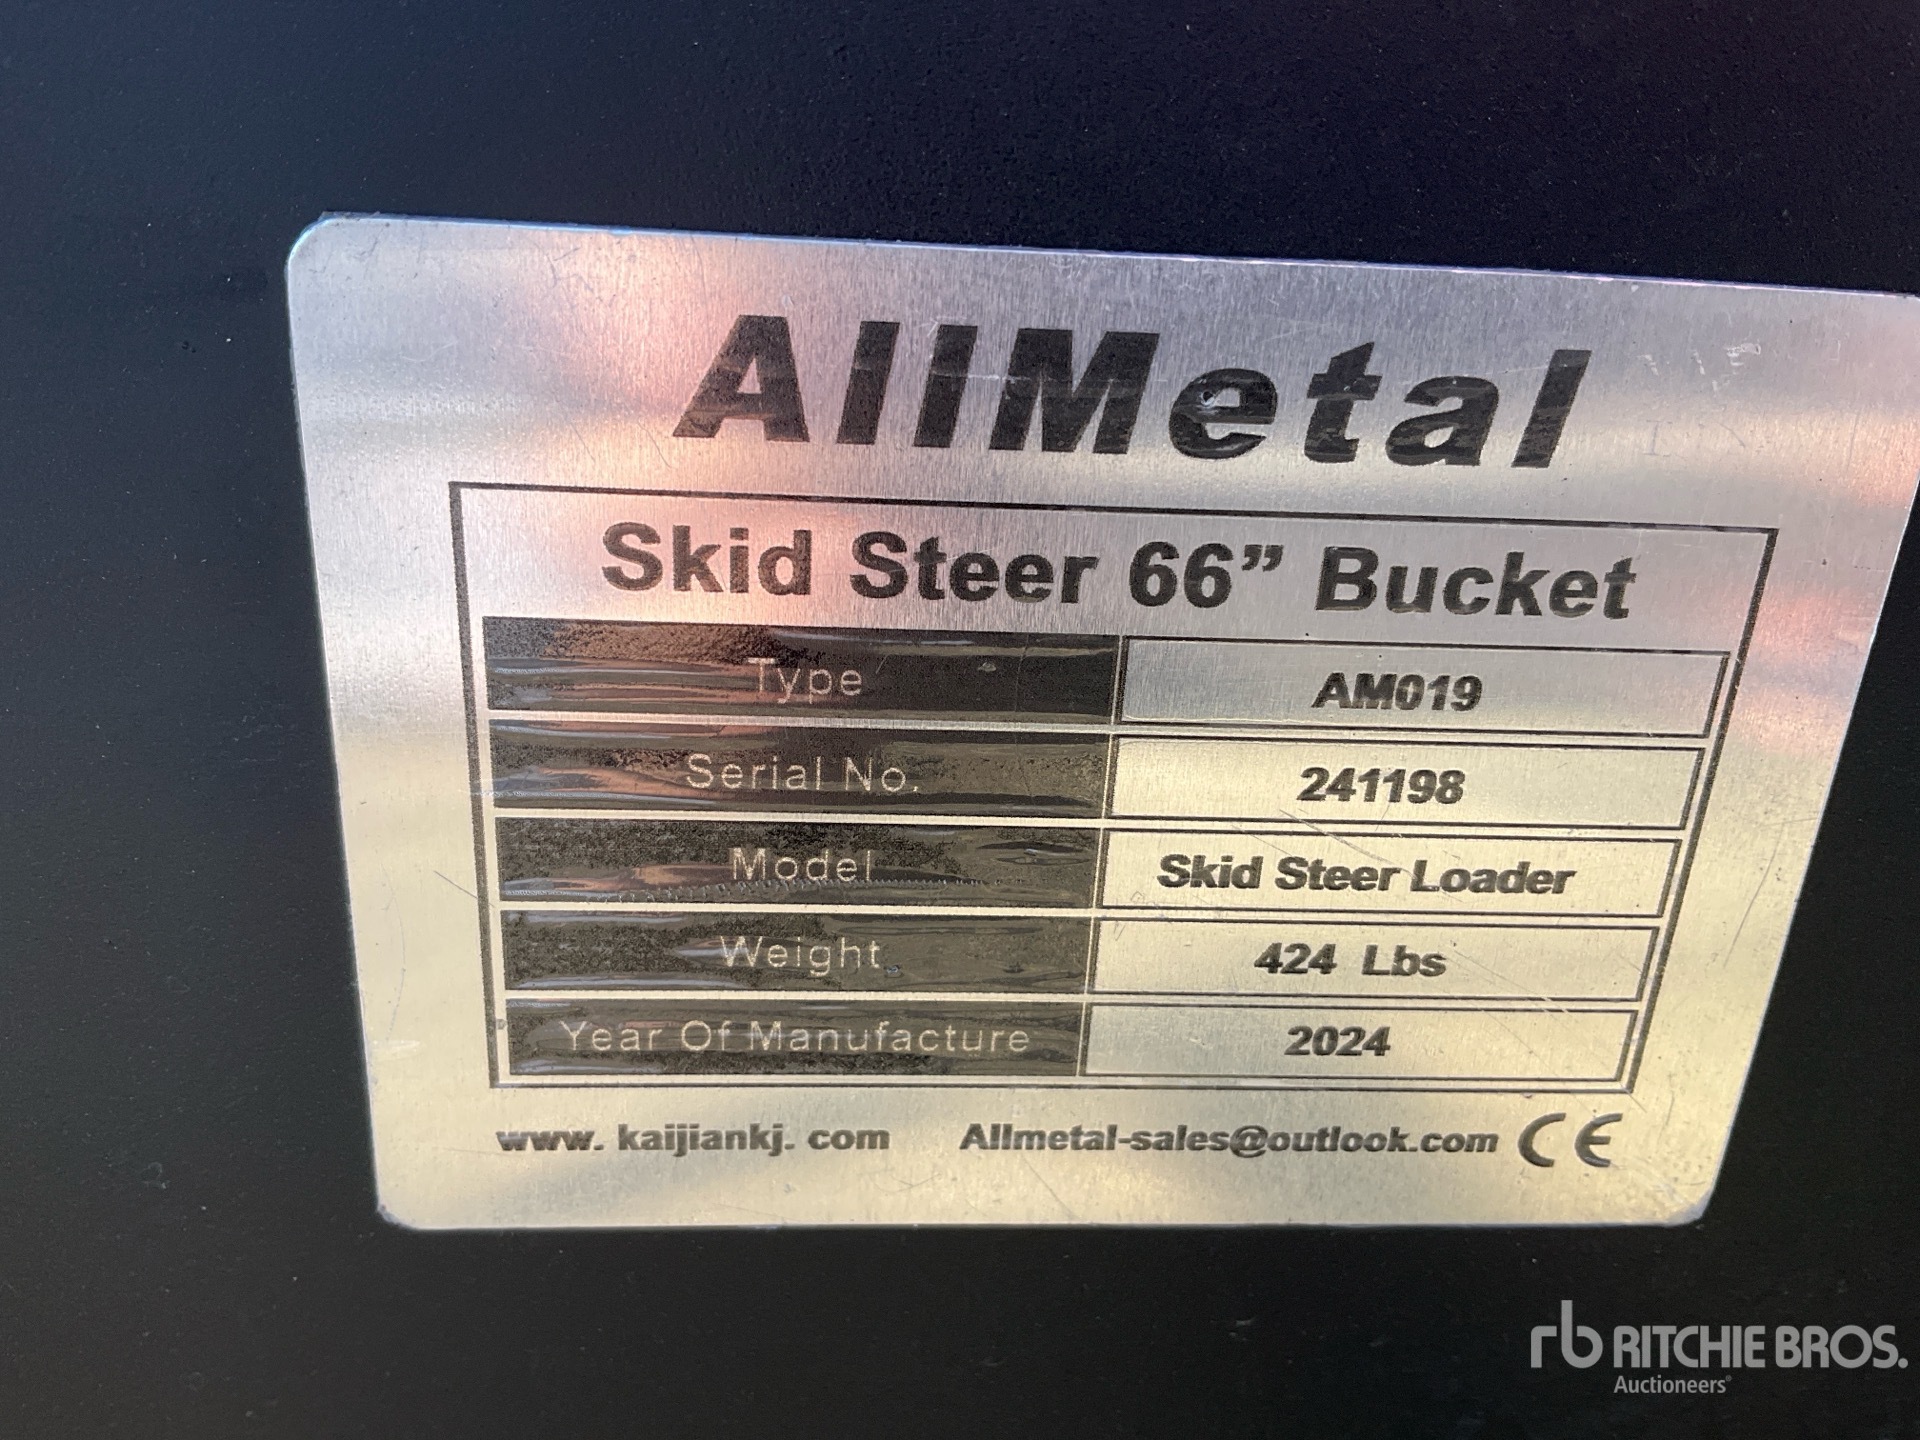 AllMetal
Skid Steer 66” Bucket
Type AM019
Serial No. 241198
Model Skid Steer Loader
Weight 424 Lbs
Year Of Manufacture 2024
www. kaijiankj. com Allmetal-sales@outlook.com CE
rb RITCHIE BROS.
Auctioneers®